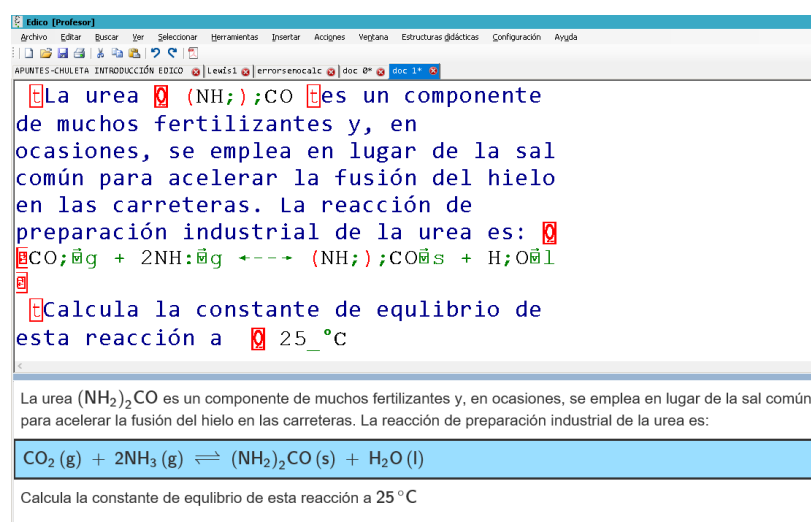 Edico [Profesor]
Archivo Editar Buscar Ver Seleccionar Herramientas Insertar Acciones Ventana Estructuras didácticas Configuración Ayuda
APUNTES-CHULETA INTRODUCCIÓN EDICO Lewis1 errorsenocalc doc 0* doc 1*
tLa urea Q (NH;);CO tes un componente
de muchos fertilizantes y, en
ocasiones, se emplea en lugar de la sal
común para acelerar la fusión del hielo
en las carreteras. La reacción de
preparación industrial de la urea es: Q
CO;g + 2NH:g ←--→ (NH;);COs + H;Ol
tCalcula la constante de equlibrio de
esta reacción a Q 25_°C
La urea (NH₂)₂CO es un componente de muchos fertilizantes y, en ocasiones, se emplea en lugar de la sal común
para acelerar la fusión del hielo en las carreteras. La reacción de preparación industrial de la urea es:
CO₂ (g) + 2NH₃ (g) ⇌ (NH₂)₂CO (s) + H₂O (l)
Calcula la constante de equlibrio de esta reacción a 25 °C